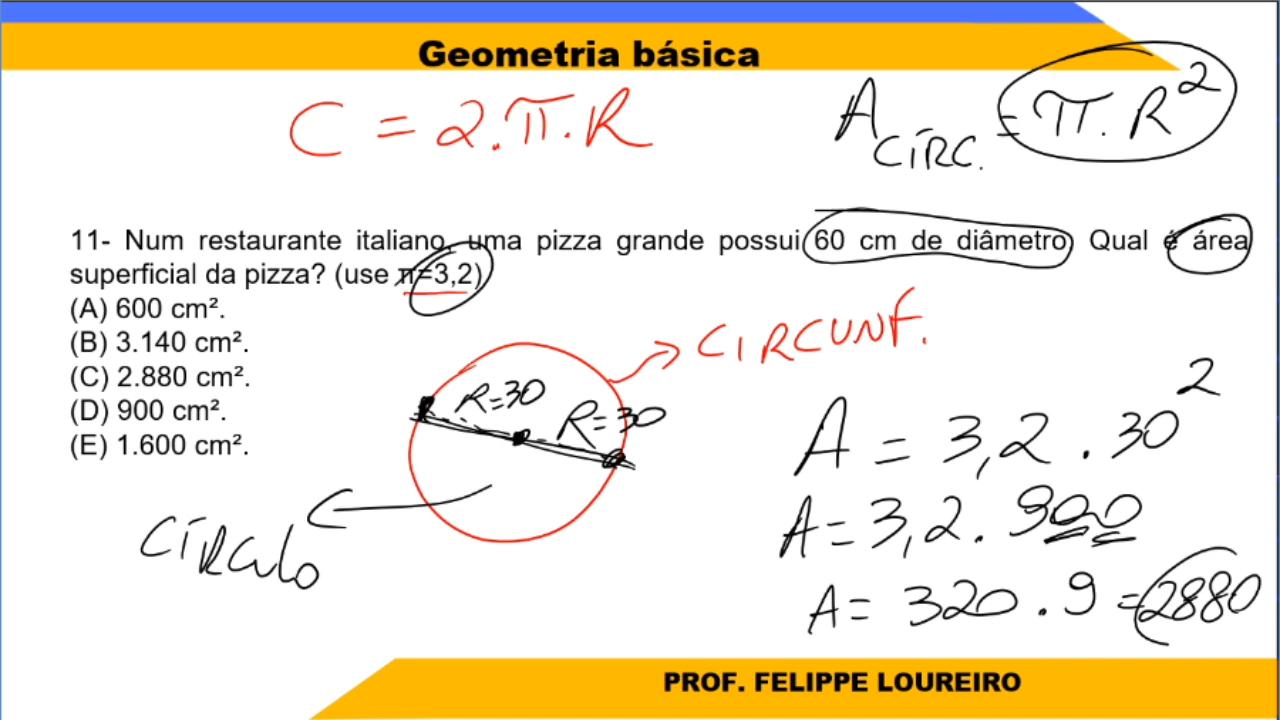 Geometria básica
C = 2.π.R
A CÍRC. = π.R²
11- Num restaurante italiano, uma pizza grande possui 60 cm de diâmetro. Qual é área
superficial da pizza? (use π=3,2)
(A) 600 cm².
(B) 3.140 cm².
(C) 2.880 cm².
(D) 900 cm².
(E) 1.600 cm².
CIRCUNF.
R=30
R=30
CÍRCULO
A = 3,2 . 30²
A = 3,2 . 900
A = 320 . 9 = 2880
PROF. FELIPPE LOUREIRO